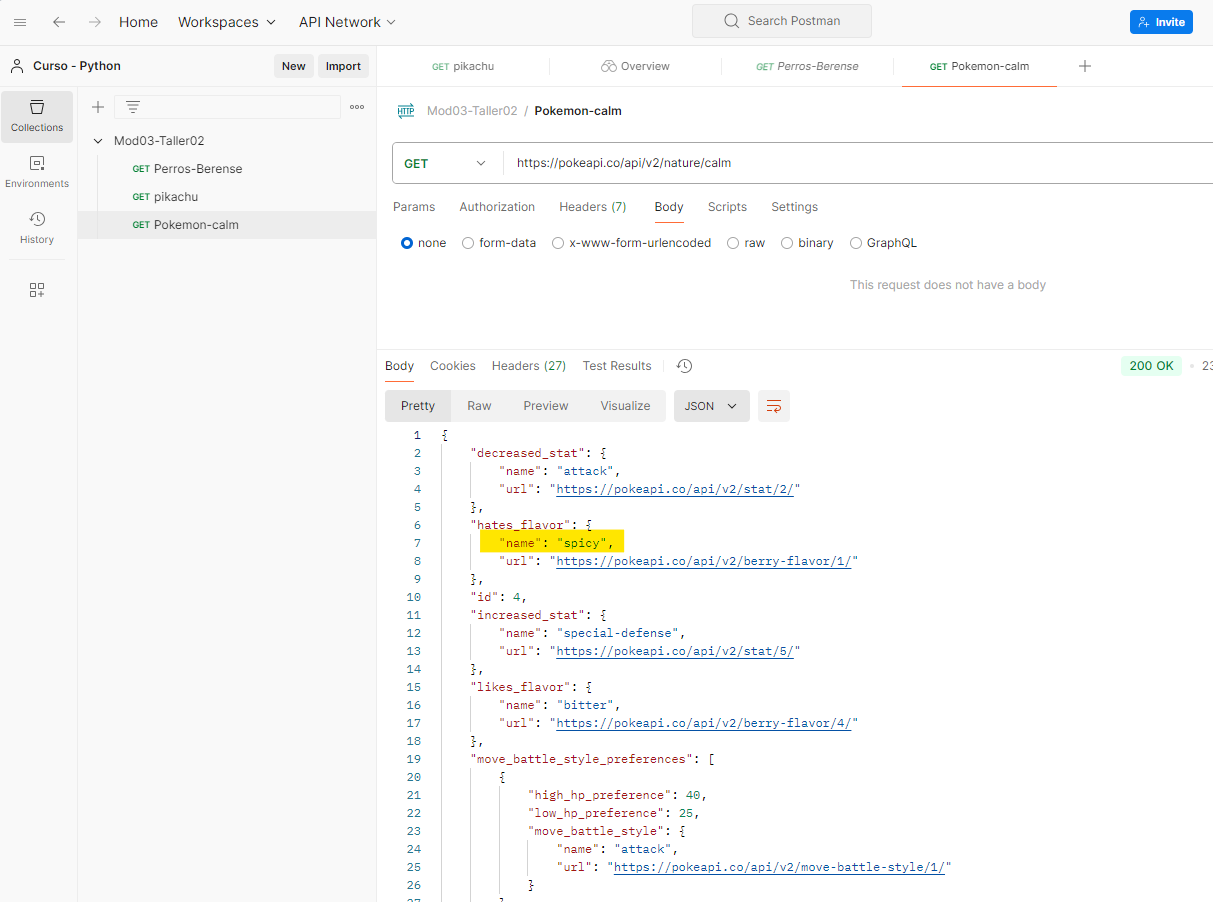 Home Workspaces API Network Search Postman Invite
Curso - Python New Import GET pikachu Overview GET Perros-Berense GET Pokemon-calm
Collections
Environments
History
Mod03-Taller02
GET Perros-Berense
GET pikachu
GET Pokemon-calm
HTTP Mod03-Taller02 / Pokemon-calm
GET https://pokeapi.co/api/v2/nature/calm
Params Authorization Headers (7) Body Scripts Settings
none form-data x-www-form-urlencoded raw binary GraphQL
This request does not have a body
Body Cookies Headers (27) Test Results 200 OK
Pretty Raw Preview Visualize JSON
1 {
2 "decreased_stat": {
3 "name": "attack",
4 "url": "https://pokeapi.co/api/v2/stat/2/"
5 },
6 "hates_flavor": {
7 "name": "spicy",
8 "url": "https://pokeapi.co/api/v2/berry-flavor/1/"
9 },
10 "id": 4,
11 "increased_stat": {
12 "name": "special-defense",
13 "url": "https://pokeapi.co/api/v2/stat/5/"
14 },
15 "likes_flavor": {
16 "name": "bitter",
17 "url": "https://pokeapi.co/api/v2/berry-flavor/4/"
18 },
19 "move_battle_style_preferences": [
20 {
21 "high_hp_preference": 40,
22 "low_hp_preference": 25,
23 "move_battle_style": {
24 "name": "attack",
25 "url": "https://pokeapi.co/api/v2/move-battle-style/1/"
26 }